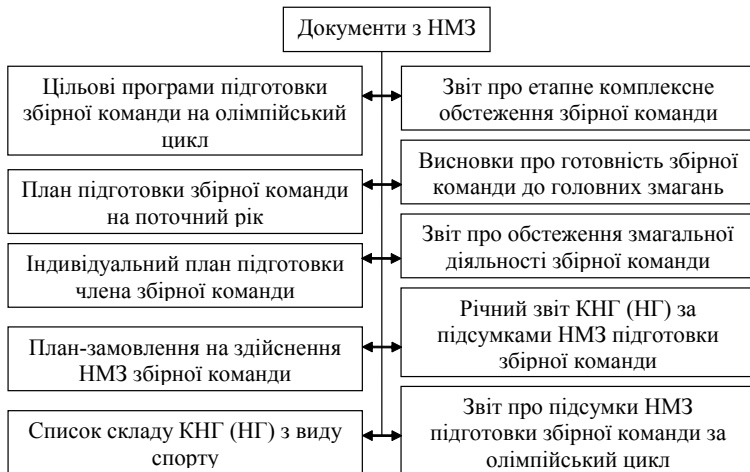 Документи з НМЗ
Цільові програми підготовки
збірної команди на олімпійський
цикл
Звіт про етапне комплексне
обстеження збірної команди
План підготовки збірної команди
на поточний рік
Висновки про готовність збірної
команди до головних змагань
Індивідуальний план підготовки
члена збірної команди
Звіт про обстеження змагальної
діяльності збірної команди
План-замовлення на здійснення
НМЗ збірної команди
Річний звіт КНГ (НГ) за
підсумками НМЗ підготовки
збірної команди
Список складу КНГ (НГ) з виду
спорту
Звіт про підсумки НМЗ
підготовки збірної команди за
олімпійський цикл